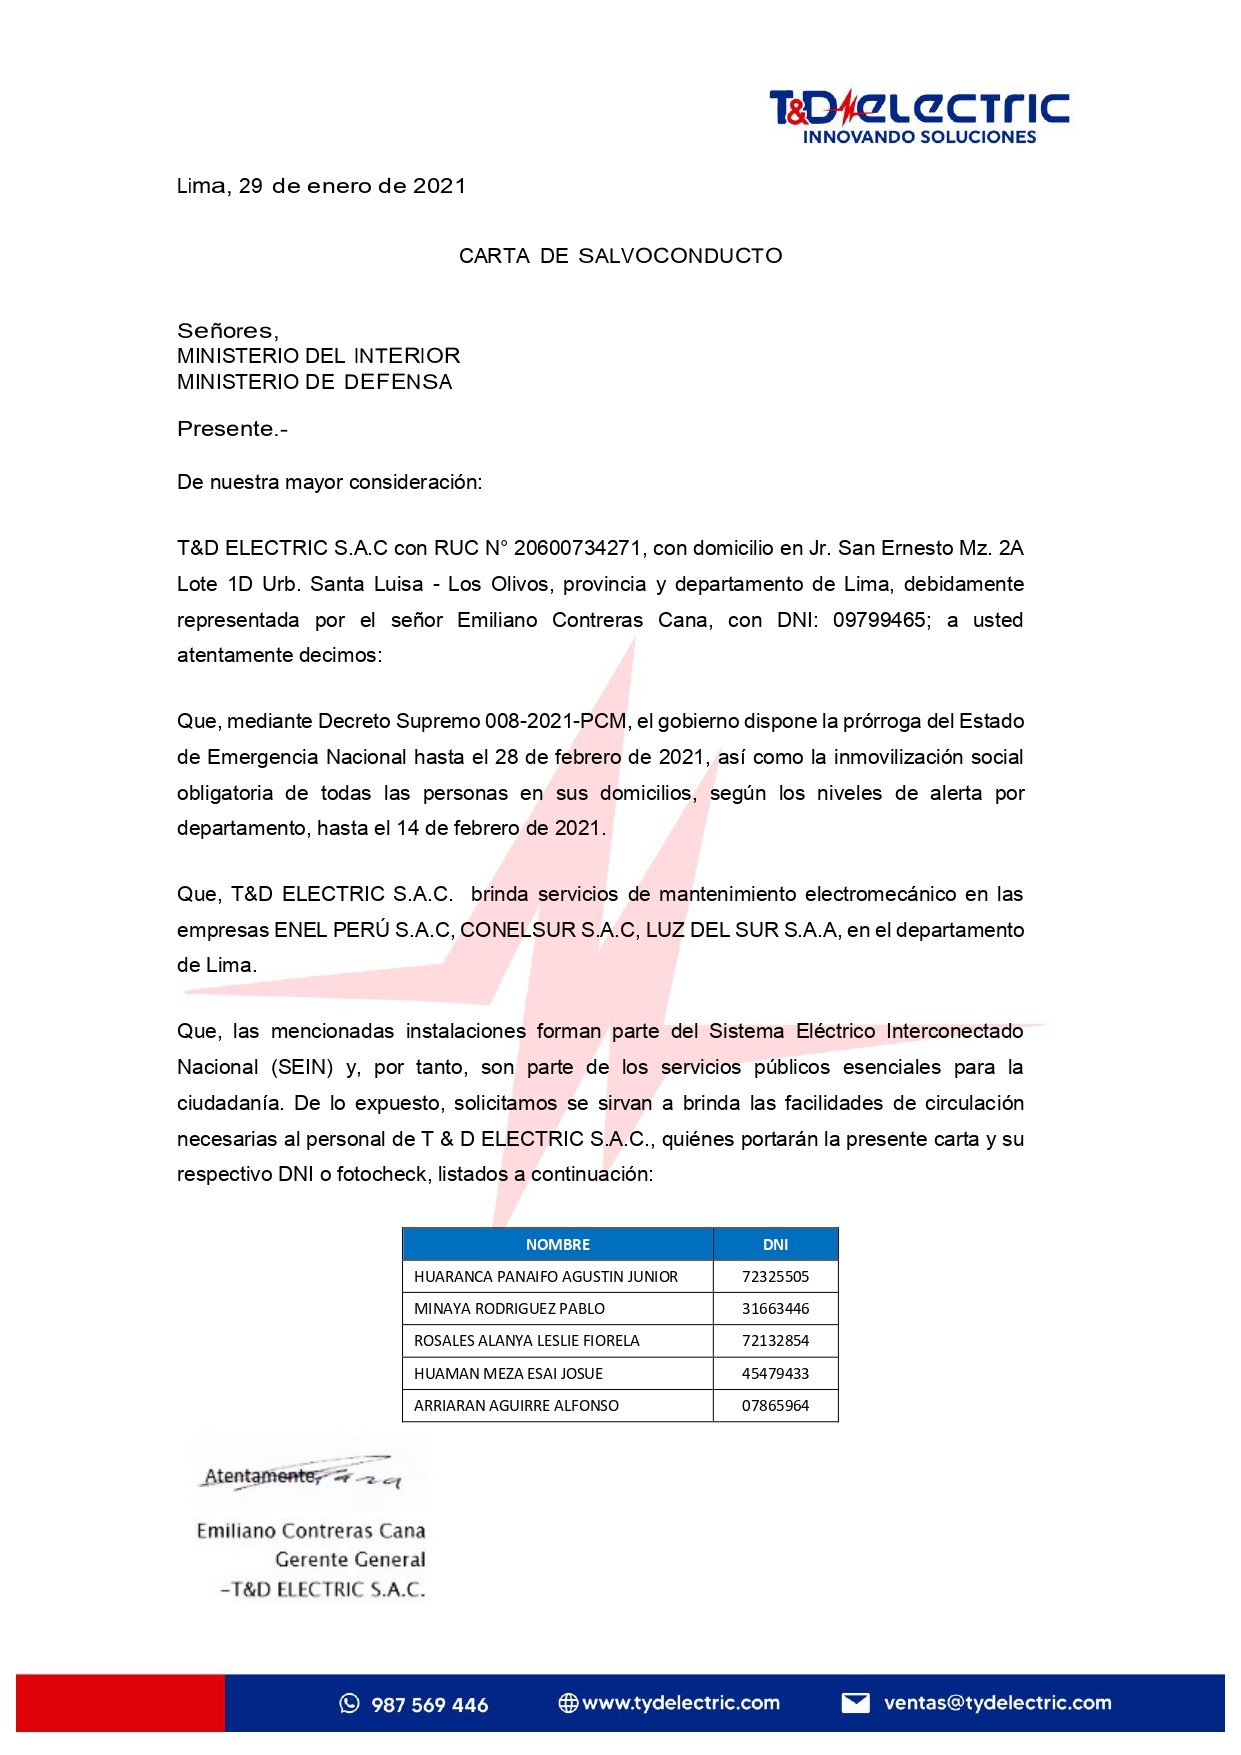 T&D ELECTRIC
INNOVANDO SOLUCIONES
Lima, 29 de enero de 2021
CARTA DE SALVOCONDUCTO
Señores,
MINISTERIO DEL INTERIOR
MINISTERIO DE DEFENSA
Presente.-
De nuestra mayor consideración:
T&D ELECTRIC S.A.C con RUC N° 20600734271, con domicilio en Jr. San Ernesto Mz. 2A
Lote 1D Urb. Santa Luisa - Los Olivos, provincia y departamento de Lima, debidamente
representada por el señor Emiliano Contreras Cana, con DNI: 09799465; a usted
atentamente decimos:
Que, mediante Decreto Supremo 008-2021-PCM, el gobierno dispone la prórroga del Estado
de Emergencia Nacional hasta el 28 de febrero de 2021, así como la inmovilización social
obligatoria de todas las personas en sus domicilios, según los niveles de alerta por
departamento, hasta el 14 de febrero de 2021.
Que, T&D ELECTRIC S.A.C. brinda servicios de mantenimiento electromecánico en las
empresas ENEL PERÚ S.A.C, CONELSUR S.A.C, LUZ DEL SUR S.A.A, en el departamento
de Lima.
Que, las mencionadas instalaciones forman parte del Sistema Eléctrico Interconectado
Nacional (SEIN) y, por tanto, son parte de los servicios públicos esenciales para la
ciudadanía. De lo expuesto, solicitamos se sirvan a brinda las facilidades de circulación
necesarias al personal de T & D ELECTRIC S.A.C., quiénes portarán la presente carta y su
respectivo DNI o fotocheck, listados a continuación:
NOMBRE DNI
HUARANCA PANAIFO AGUSTIN JUNIOR 72325505
MINAYA RODRIGUEZ PABLO 31663446
ROSALES ALANYA LESLIE FIORELA 72132854
HUAMAN MEZA ESAI JOSUE 45479433
ARRIARAN AGUIRRE ALFONSO 07865964
Atentamente,
Emiliano Contreras Cana
Gerente General
–T&D ELECTRIC S.A.C.
987 569 446 www.tydelectric.com ventas@tydelectric.com